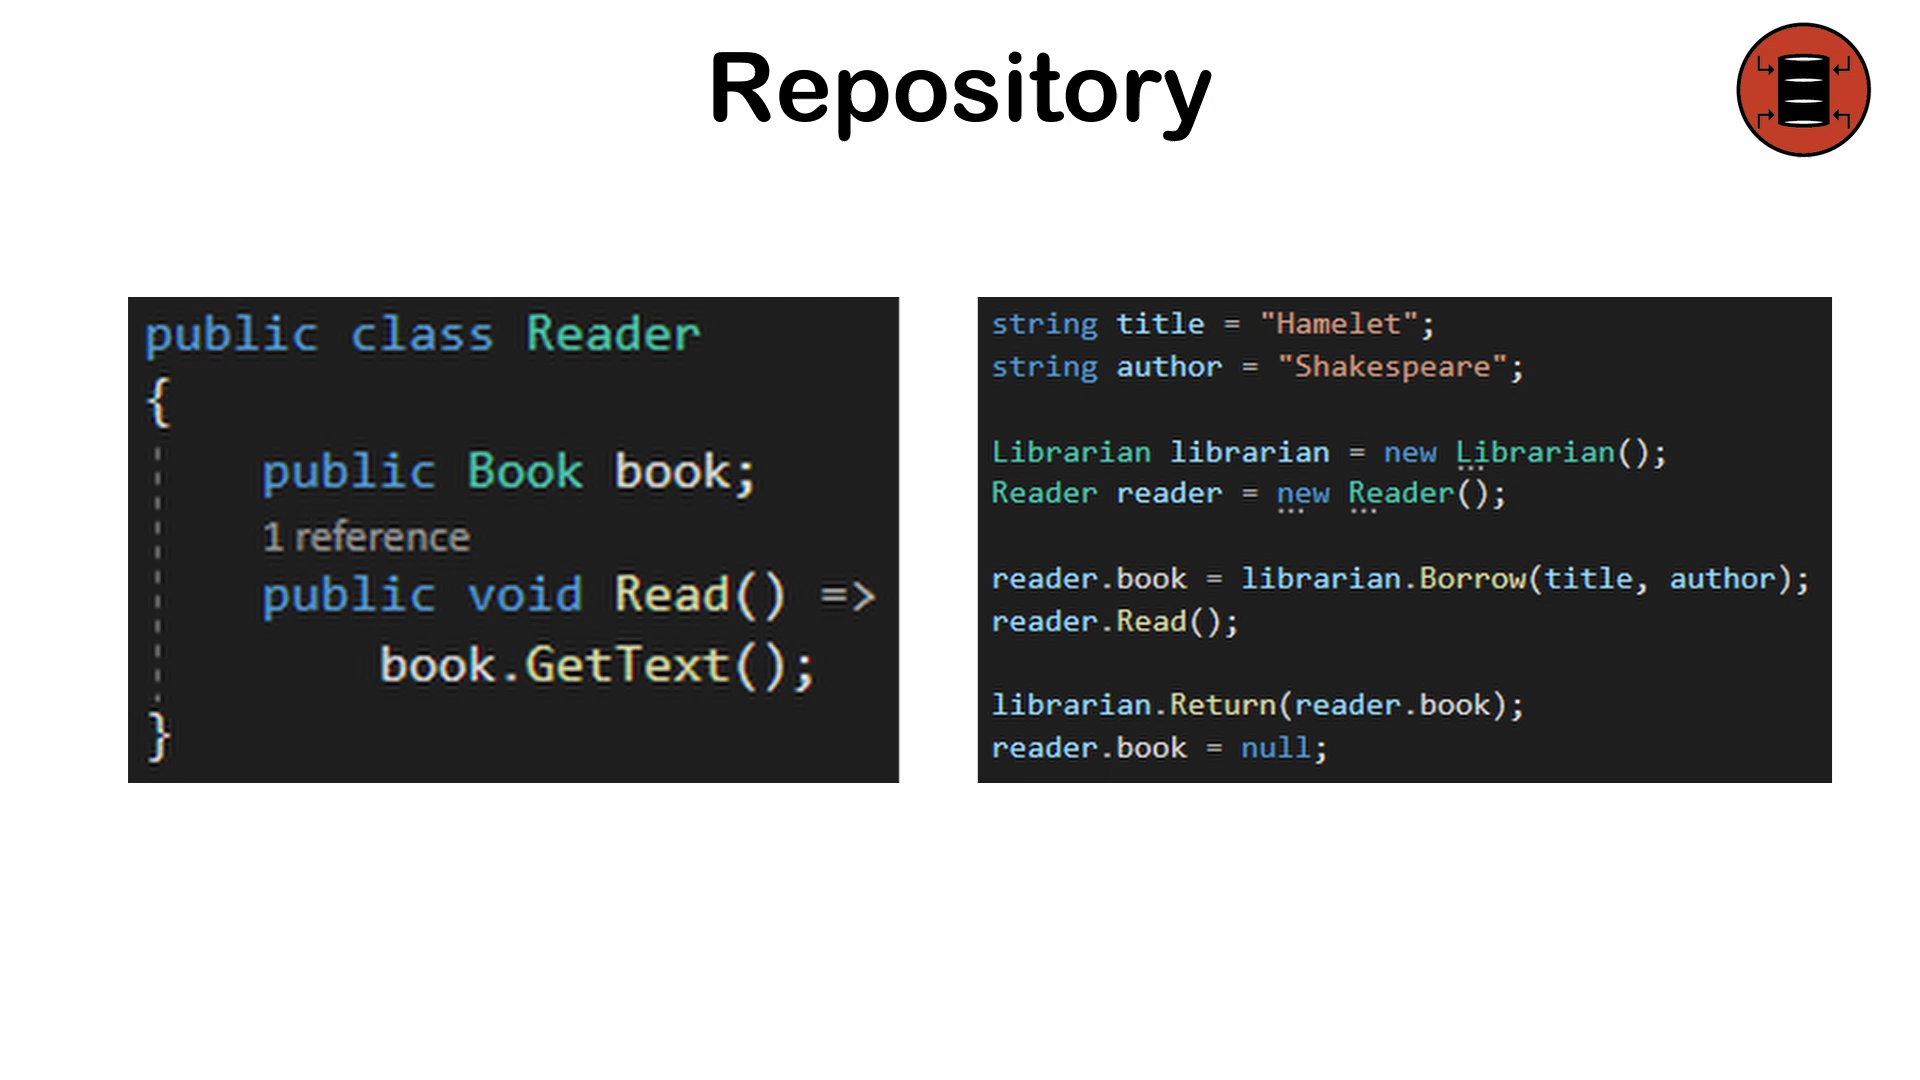 Repository
public class Reader
{
public Book book;
1 reference
public void Read() =>
book.GetText();
}
string title = "Hamelet";
string author = "Shakespeare";
Librarian librarian = new Librarian();
Reader reader = new Reader();
reader.book = librarian.Borrow(title, author);
reader.Read();
librarian.Return(reader.book);
reader.book = null;